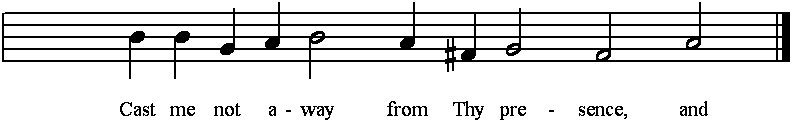 Cast me not a - way from Thy pre - sence, and